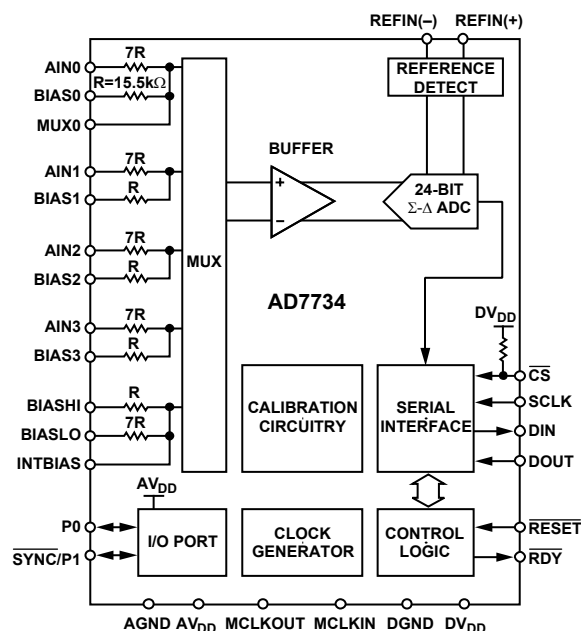 REFIN(–) REFIN(+)
AIN0 7R
REFERENCE
DETECT
R=15.5kΩ
BIAS0
MUX0
BUFFER
AIN1 7R
BIAS1 R
+
–
24-BIT
Σ-Δ ADC
AIN2 7R
BIAS2 R
MUX
AD7734
AIN3 7R
BIAS3 R
DVDD
CS
BIASHI R
BIASLO 7R
INTBIAS
CALIBRATION
CIRCUITRY
SERIAL
INTERFACE
SCLK
DIN
DOUT
AVDD
P0
SYNC/P1
I/O PORT
CLOCK
GENERATOR
CONTROL
LOGIC
RESET
RDY
AGND AVDD MCLKOUT MCLKIN DGND DVDD